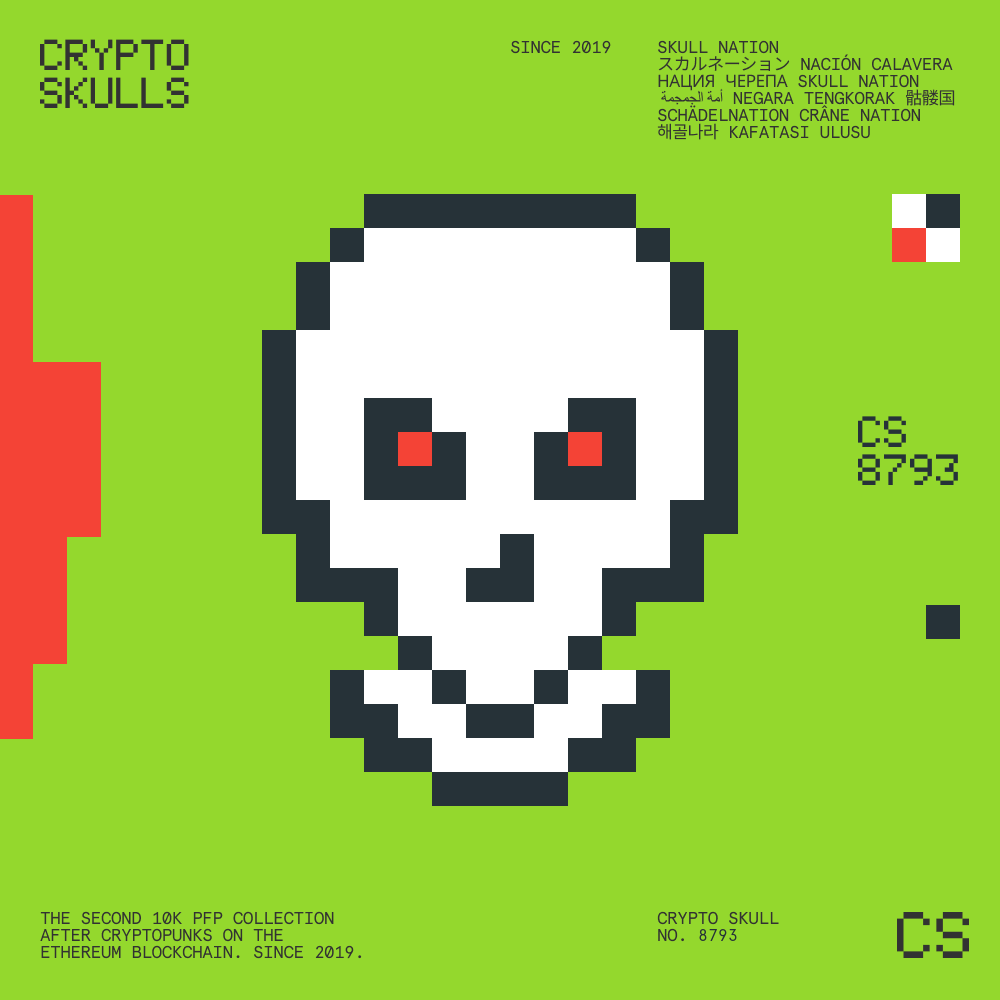 CRYPTO
SKULLS
SINCE 2019
SKULL NATION
スカルネーション NACIÓN CALAVERA
НАЦИЯ ЧЕРЕПА SKULL NATION
أمة الجمجمة NEGARA TENGKORAK 骷髅国
SCHÄDELNATION CRÂNE NATION
해골나라 KAFATASI ULUSU
CS
8793
THE SECOND 10K PFP COLLECTION
AFTER CRYPTOPUNKS ON THE
ETHEREUM BLOCKCHAIN. SINCE 2019.
CRYPTO SKULL
NO. 8793
CS